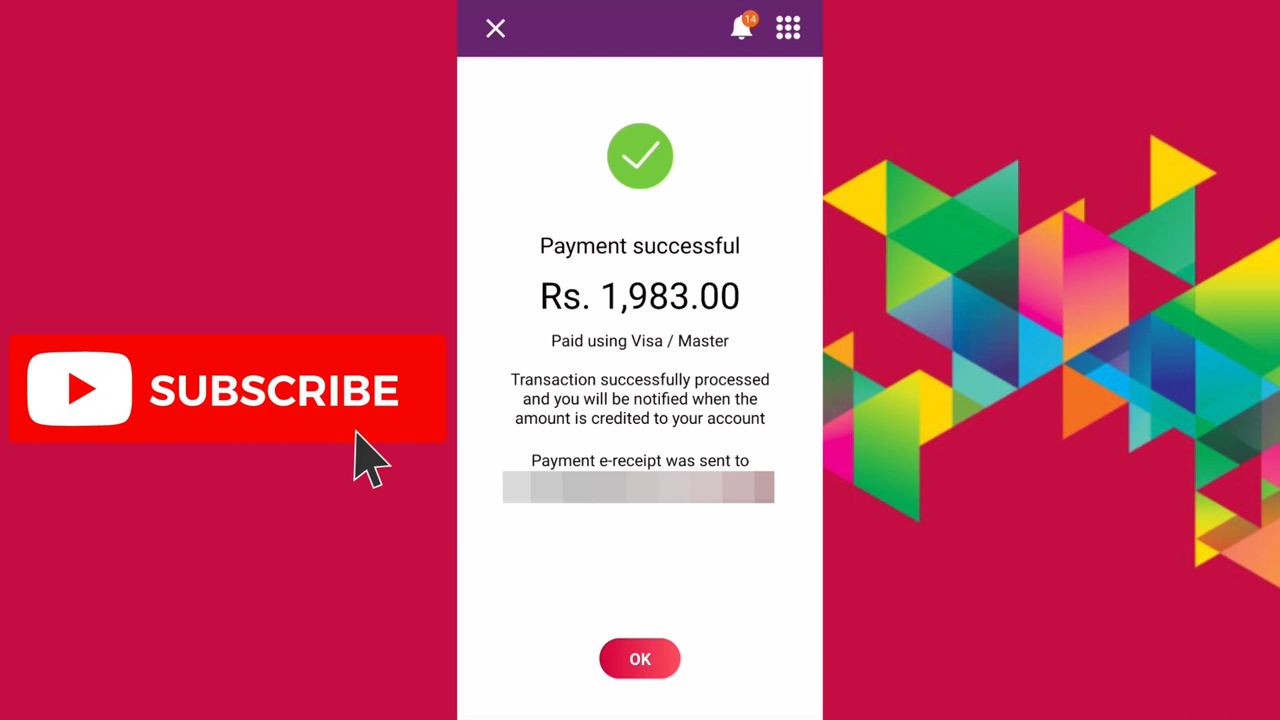 14
Payment successful
Rs. 1,983.00
Paid using Visa / Master
Transaction successfully processed
and you will be notified when the
amount is credited to your account
Payment e-receipt was sent to
SUBSCRIBE
OK